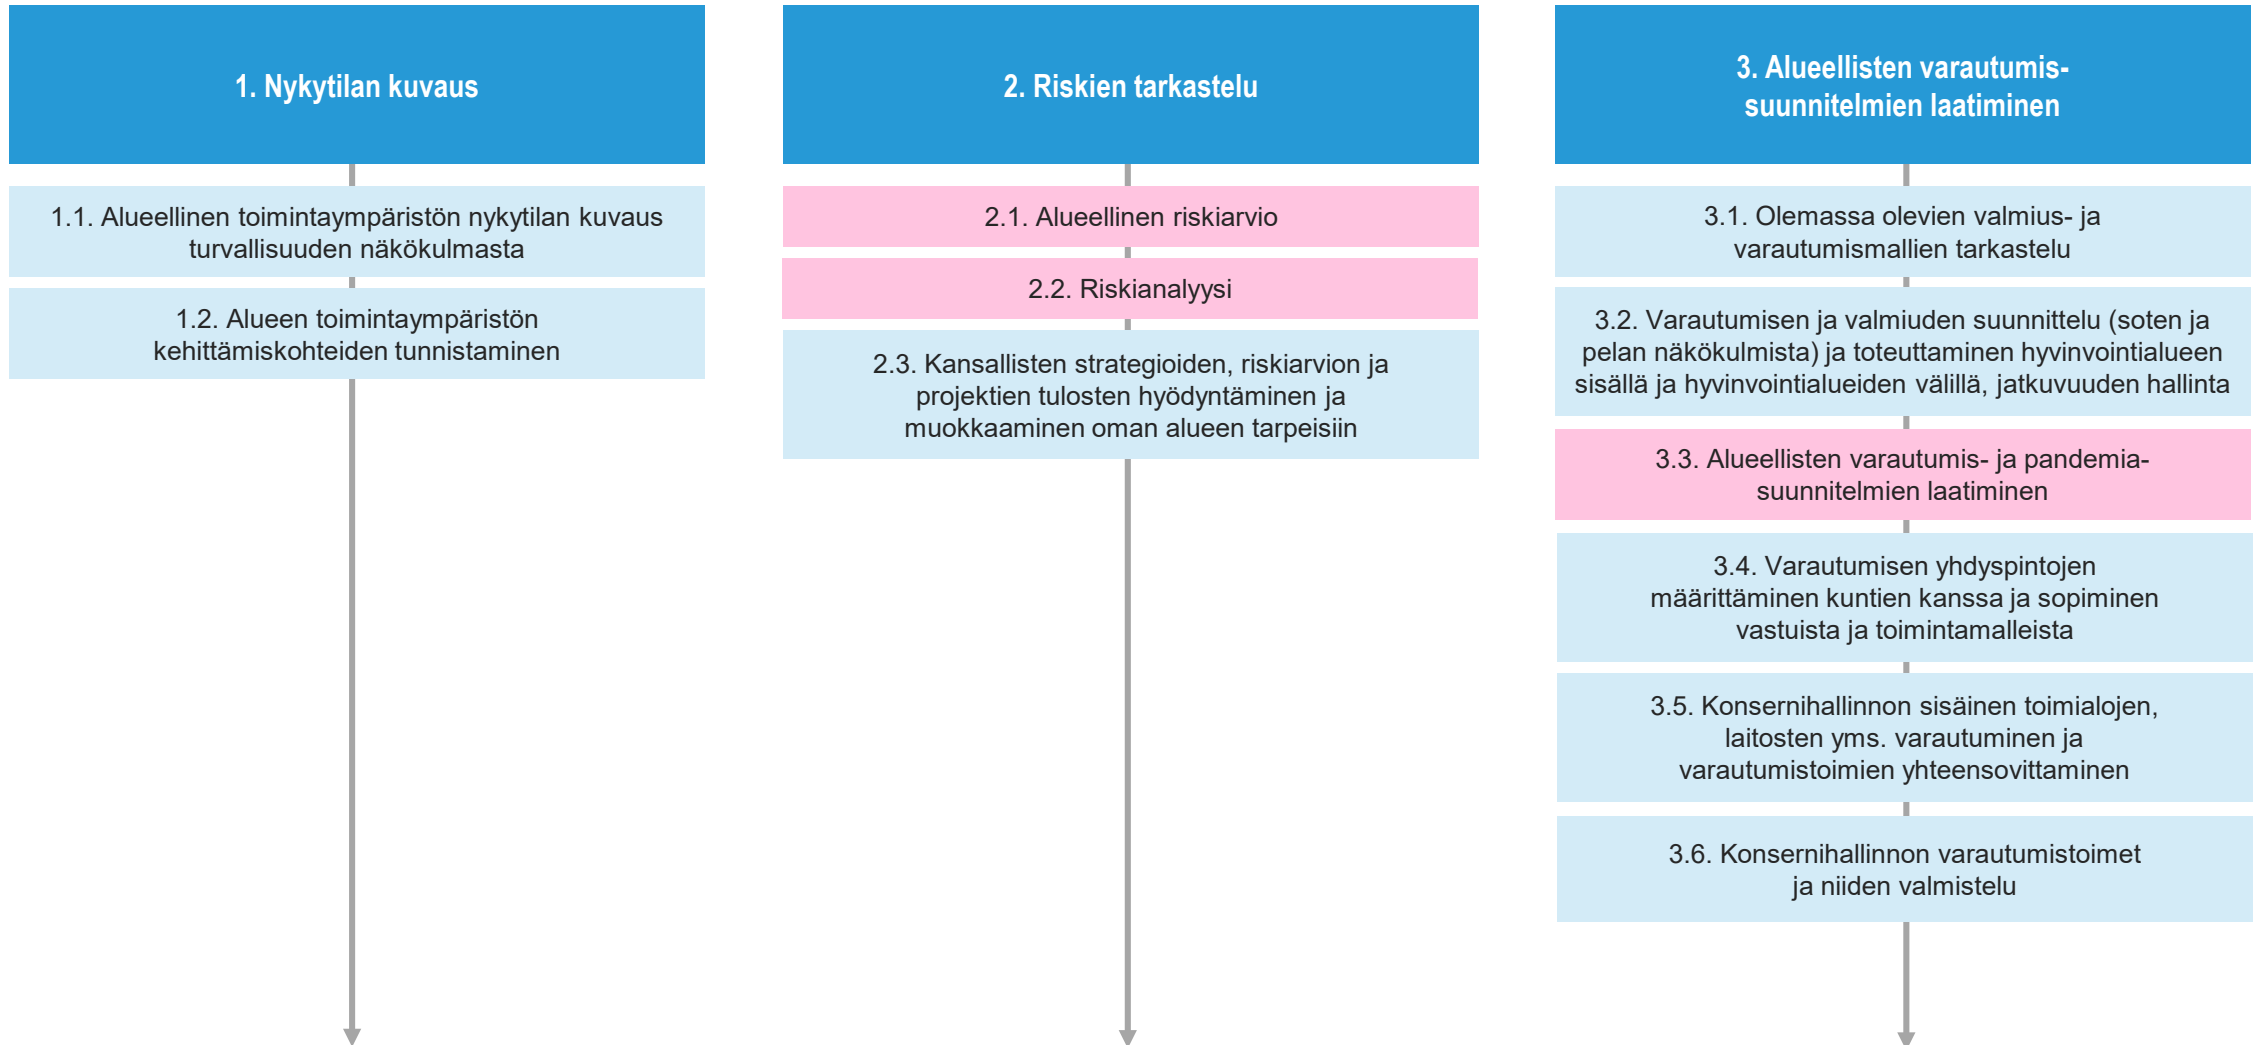 1. Nykytilan kuvaus
1.1. Alueellinen toimintaympäristön nykytilan kuvaus
turvallisuuden näkökulmasta
1.2. Alueen toimintaympäristön
kehittämiskohteiden tunnistaminen
2. Riskien tarkastelu
2.1. Alueellinen riskiarvio
2.2. Riskianalyysi
2.3. Kansallisten strategioiden, riskiarvion ja
projektien tulosten hyödyntäminen ja
muokkaaminen oman alueen tarpeisiin
3. Alueellisten varautumis-
suunnitelmien laatiminen
3.1. Olemassa olevien valmius- ja
varautumismallien tarkastelu
3.2. Varautumisen ja valmiuden suunnittelu (soten ja
pelan näkökulmista) ja toteuttaminen hyvinvointialueen
sisällä ja hyvinvointialueiden välillä, jatkuvuuden hallinta
3.3. Alueellisten varautumis- ja pandemia-
suunnitelmien laatiminen
3.4. Varautumisen yhdyspintojen
määrittäminen kuntien kanssa ja sopiminen
vastuista ja toimintamalleista
3.5. Konsernihallinnon sisäinen toimialojen,
laitosten yms. varautuminen ja
varautumistoimien yhteensovittaminen
3.6. Konsernihallinnon varautumistoimet
ja niiden valmistelu